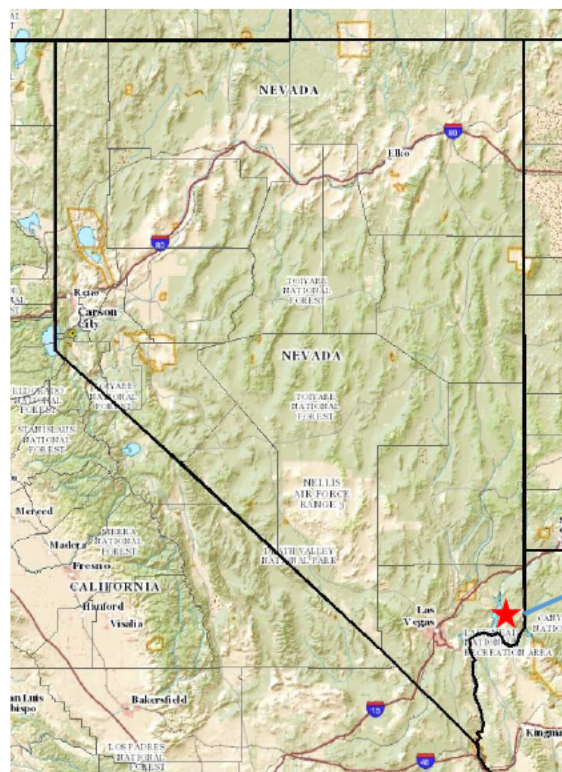 NEVADA
80
Elko
80
Reno
Carson
City
TOIYABE
NATIONAL
FOREST
NEVADA
ELDORADO
NATIONAL
FOREST
TOIYABE
NATIONAL
FOREST
TOIYABE
NATIONAL
FOREST
STANISLAUS
NATIONAL
FOREST
NELLIS
AIR FORCE
RANGE 3
Merced
SIERRA
NATIONAL
FOREST
Madera
DEATH VALLEY
NATIONAL PARK
Fresno
CALIFORNIA
Hanford
Visalia
Las
Vegas
NATION
RECREATION AREA
Bakersfield
15
LOS PADRES
NATIONAL
FOREST
40